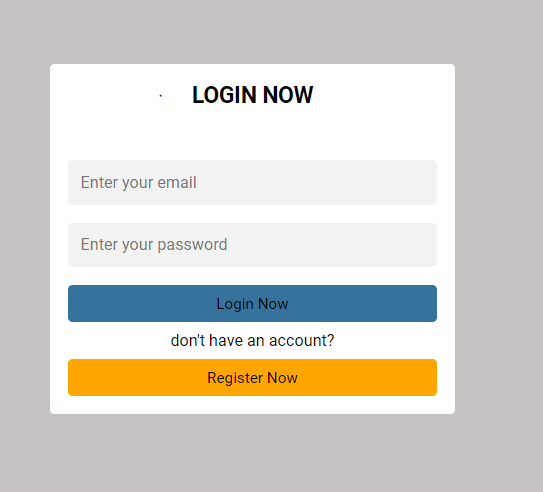 LOGIN NOW
Enter your email
Enter your password
Login Now
don't have an account?
Register Now